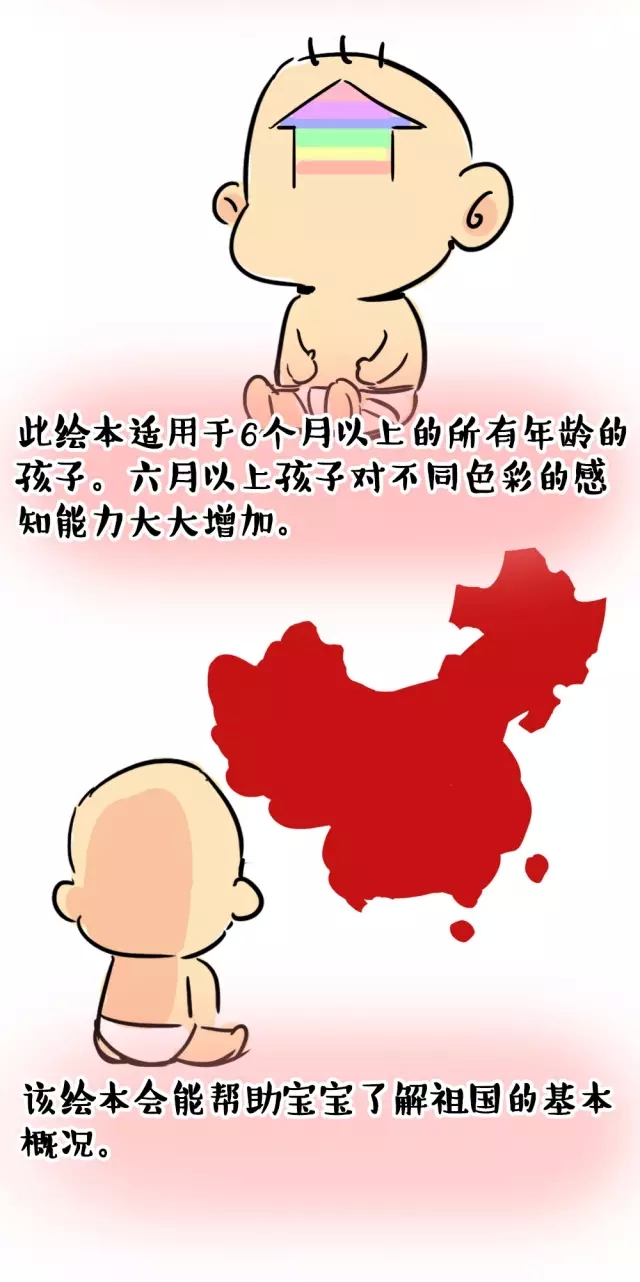 此绘本适用于6个月以上的所有年龄的
孩子。六月以上孩子对不同色彩的感
知能力大大增加。
该绘本会能帮助宝宝了解祖国的基本
概况。